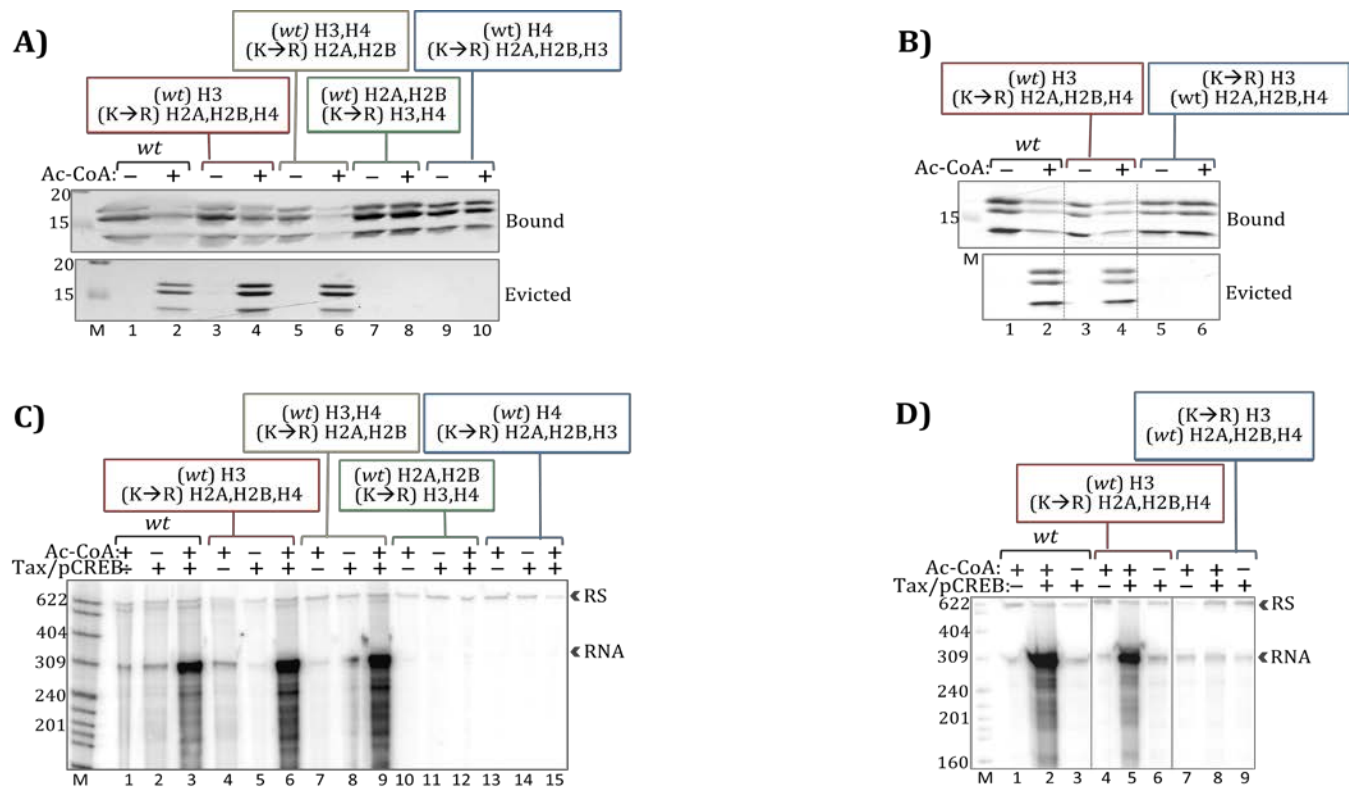 A)
(wt) H3,H4
(K→R) H2A,H2B
(wt) H4
(K→R) H2A,H2B,H3
(wt) H3
(K→R) H2A,H2B,H4
(wt) H2A,H2B
(K→R) H3,H4
wt
Ac-CoA: − + − + − + − + − +
20
15
Bound
20
15
Evicted
M 1 2 3 4 5 6 7 8 9 10
B)
(wt) H3
(K→R) H2A,H2B,H4
(K→R) H3
(wt) H2A,H2B,H4
wt
Ac-CoA: − + − + − +
15
Bound
M
Evicted
1 2 3 4 5 6
C)
(wt) H3,H4
(K→R) H2A,H2B
(wt) H4
(K→R) H2A,H2B,H3
(wt) H3
(K→R) H2A,H2B,H4
(wt) H2A,H2B
(K→R) H3,H4
wt
Ac-CoA: + − + + − + + − + + − + + − +
Tax/pCREB: − + + − + + − + + − + + − + +
622
RS
404
RNA
309
240
201
M 1 2 3 4 5 6 7 8 9 10 11 12 13 14 15
D)
(K→R) H3
(wt) H2A,H2B,H4
(wt) H3
(K→R) H2A,H2B,H4
wt
Ac-CoA: + + − + + − + + −
Tax/pCREB: − + + − + + − + +
622
RS
404
309
RNA
240
201
160
M 1 2 3 4 5 6 7 8 9